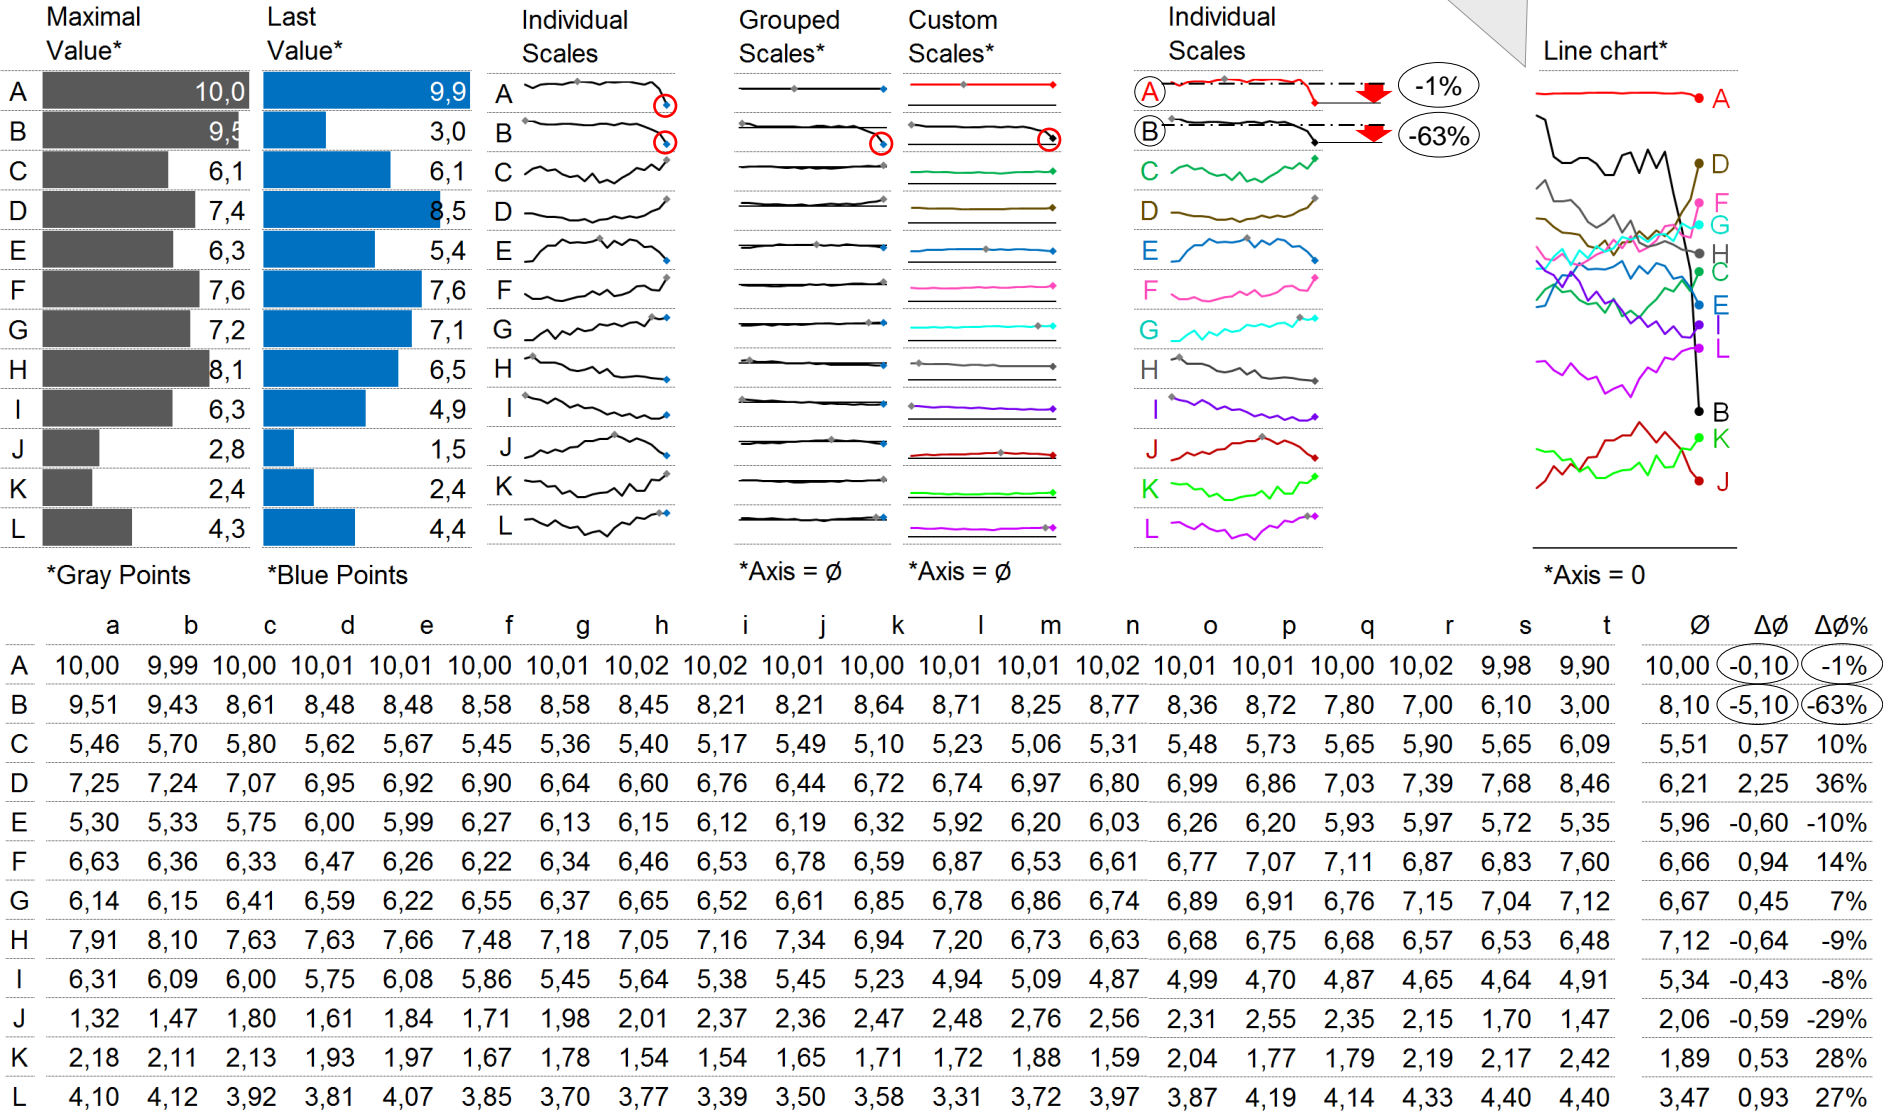 Maximal Value*
Last Value*
Individual Scales
Grouped Scales*
Custom Scales*
Individual Scales
Line chart*
A 10,0 9,9 A A -1% A
B 9,5 3,0 B B -63%
C 6,1 6,1 C C
D 7,4 8,5 D D D
E 6,3 5,4 E E
F 7,6 7,6 F F F
G 7,2 7,1 G G G
H 8,1 6,5 H H H
C
I 6,3 4,9 I I E
I
L
J 2,8 1,5 J J B
K 2,4 2,4 K K K
L 4,3 4,4 L L J
*Gray Points
*Blue Points
*Axis = Ø
*Axis = Ø
*Axis = 0
a b c d e f g h i j k l m n o p q r s t Ø ΔØ ΔØ%
A 10,00 9,99 10,00 10,01 10,01 10,00 10,01 10,02 10,02 10,01 10,00 10,01 10,01 10,02 10,01 10,01 10,00 10,02 9,98 9,90 10,00 -0,10 -1%
B 9,51 9,43 8,61 8,48 8,48 8,58 8,58 8,45 8,21 8,21 8,64 8,71 8,25 8,77 8,36 8,72 7,80 7,00 6,10 3,00 8,10 -5,10 -63%
C 5,46 5,70 5,80 5,62 5,67 5,45 5,36 5,40 5,17 5,49 5,10 5,23 5,06 5,31 5,48 5,73 5,65 5,90 5,65 6,09 5,51 0,57 10%
D 7,25 7,24 7,07 6,95 6,92 6,90 6,64 6,60 6,76 6,44 6,72 6,74 6,97 6,80 6,99 6,86 7,03 7,39 7,68 8,46 6,21 2,25 36%
E 5,30 5,33 5,75 6,00 5,99 6,27 6,13 6,15 6,12 6,19 6,32 5,92 6,20 6,03 6,26 6,20 5,93 5,97 5,72 5,35 5,96 -0,60 -10%
F 6,63 6,36 6,33 6,47 6,26 6,22 6,34 6,46 6,53 6,78 6,59 6,87 6,53 6,61 6,77 7,07 7,11 6,87 6,83 7,60 6,66 0,94 14%
G 6,14 6,15 6,41 6,59 6,22 6,55 6,37 6,65 6,52 6,61 6,85 6,78 6,86 6,74 6,89 6,91 6,76 7,15 7,04 7,12 6,67 0,45 7%
H 7,91 8,10 7,63 7,63 7,66 7,48 7,18 7,05 7,16 7,34 6,94 7,20 6,73 6,63 6,68 6,75 6,68 6,57 6,53 6,48 7,12 -0,64 -9%
I 6,31 6,09 6,00 5,75 6,08 5,86 5,45 5,64 5,38 5,45 5,23 4,94 5,09 4,87 4,99 4,70 4,87 4,65 4,64 4,91 5,34 -0,43 -8%
J 1,32 1,47 1,80 1,61 1,84 1,71 1,98 2,01 2,37 2,36 2,47 2,48 2,76 2,56 2,31 2,55 2,35 2,15 1,70 1,47 2,06 -0,59 -29%
K 2,18 2,11 2,13 1,93 1,97 1,67 1,78 1,54 1,54 1,65 1,71 1,72 1,88 1,59 2,04 1,77 1,79 2,19 2,17 2,42 1,89 0,53 28%
L 4,10 4,12 3,92 3,81 4,07 3,85 3,70 3,77 3,39 3,50 3,58 3,31 3,72 3,97 3,87 4,19 4,14 4,33 4,40 4,40 3,47 0,93 27%